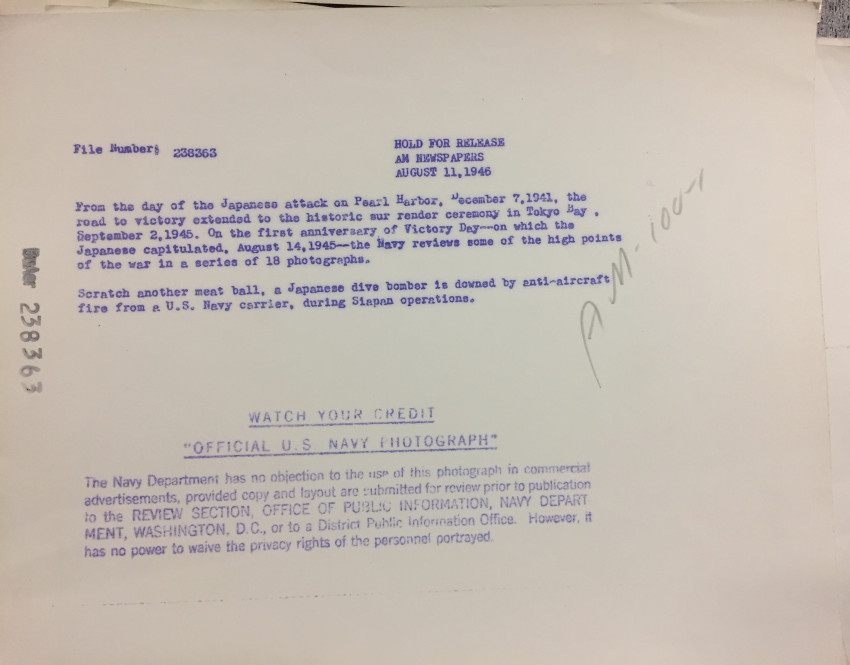 File Number: 238363
HOLD FOR RELEASE
AM NEWSPAPERS
AUGUST 11, 1946
From the day of the Japanese attack on Pearl Harbor, December 7,1941, the
road to victory extended to the historic sur render ceremony in Tokyo Bay ,
September 2,1945. On the first anniversary of Victory Day--on which the
Japanese capitulated, August 14,1945--the Navy reviews some of the high points
of the war in a series of 18 photographs.
Scratch another meat ball, a Japanese dive bomber is downed by anti-aircraft
fire from a U.S. Navy carrier, during Siapan operations.
BuAer 238363
WATCH YOUR CREDIT
"OFFICIAL U.S. NAVY PHOTOGRAPH"
The Navy Department has no objection to the use of this photograph in commercial
advertisements, provided copy and layout are submitted for review prior to publication
to the REVIEW SECTION, OFFICE OF PUBLIC INFORMATION, NAVY DEPART
MENT, WASHINGTON, D.C., or to a District Public Information Office. However, it
has no power to waive the privacy rights of the personnel portrayed.